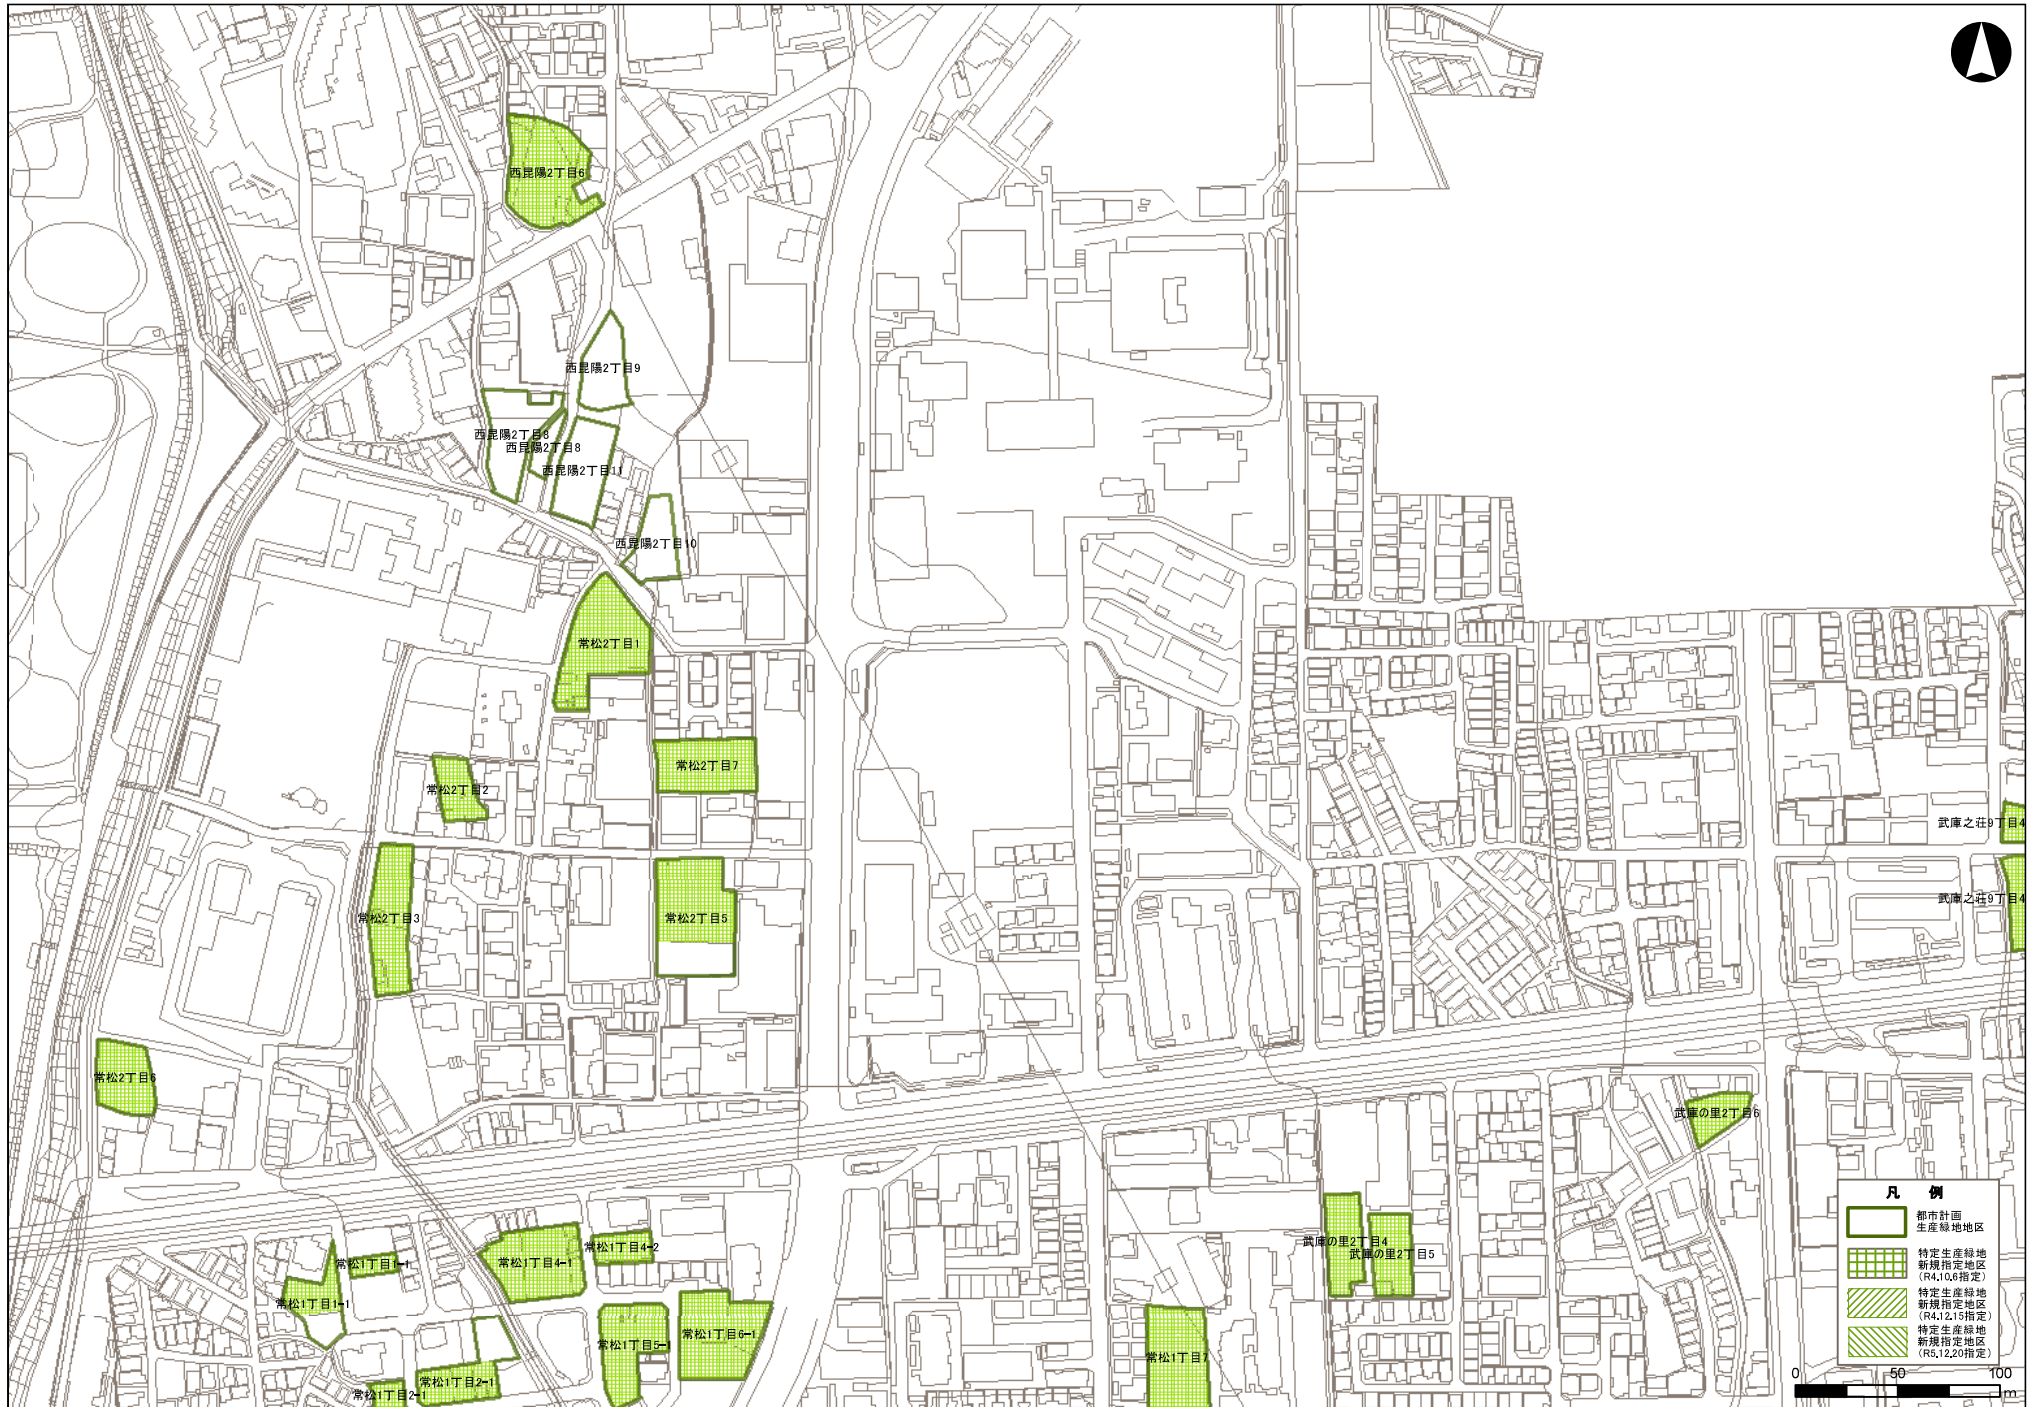 西昆陽2丁目6
西昆陽2丁目9
西昆陽2丁目8
西昆陽2丁目8
西昆陽2丁目11
西昆陽2丁目10
常松2丁目1
常松2丁目7
常松2丁目2
武庫之荘9丁目4
武庫之荘9丁目4
常松2丁目3
常松2丁目5
常松2丁目6
武庫の里2丁目6
常松1丁目4-2
常松1丁目1-1
常松1丁目4-1
武庫の里2丁目4
武庫の里2丁目5
常松1丁目1-1
常松1丁目5-1
常松1丁目6-1
常松1丁目7
常松1丁目2-1
常松1丁目2-1
凡 例
都市計画
生産緑地地区
特定生産緑地
新規指定地区
(R4.10.6指定)
特定生産緑地
新規指定地区
(R4.12.15指定)
特定生産緑地
新規指定地区
(R5.12.20指定)
0 50 100
m